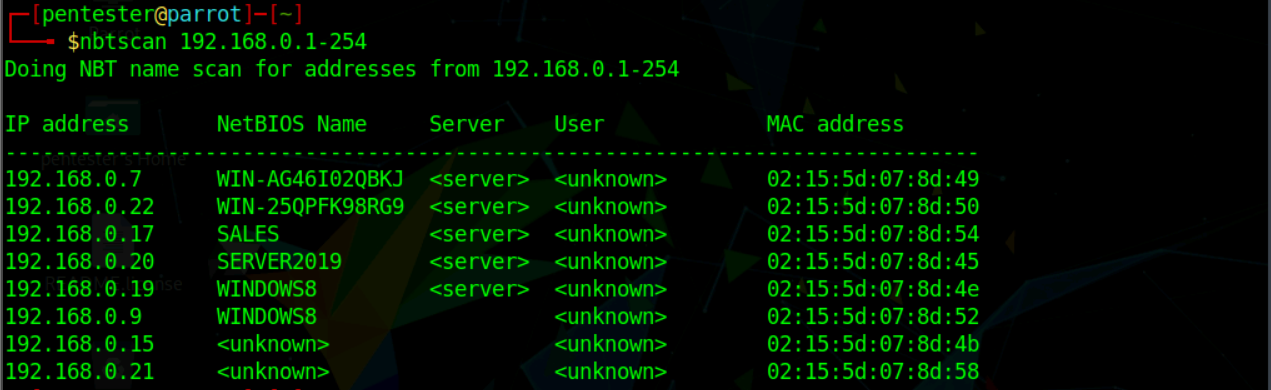 [pentester@parrot]-[~]
$nbtscan 192.168.0.1-254
Doing NBT name scan for addresses from 192.168.0.1-254
IP address NetBIOS Name Server User MAC address
------------------------------------------------------------------------------
pentester's Home
192.168.0.7 WIN-AG46I02QBKJ <server> <unknown> 02:15:5d:07:8d:49
192.168.0.22 WIN-25QPFK98RG9 <server> <unknown> 02:15:5d:07:8d:50
192.168.0.17 SALES <server> <unknown> 02:15:5d:07:8d:54
192.168.0.20 SERVER2019 <server> <unknown> 02:15:5d:07:8d:45
192.168.0.19 WINDOWS8 <server> <unknown> 02:15:5d:07:8d:4e
192.168.0.9 WINDOWS8 <unknown> 02:15:5d:07:8d:52
192.168.0.15 <unknown> <unknown> 02:15:5d:07:8d:4b
192.168.0.21 <unknown> <unknown> 02:15:5d:07:8d:58